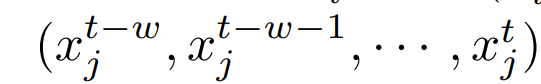 (x_j^{t-w}, x_j^{t-w-1}, ⋯ , x_j^t)